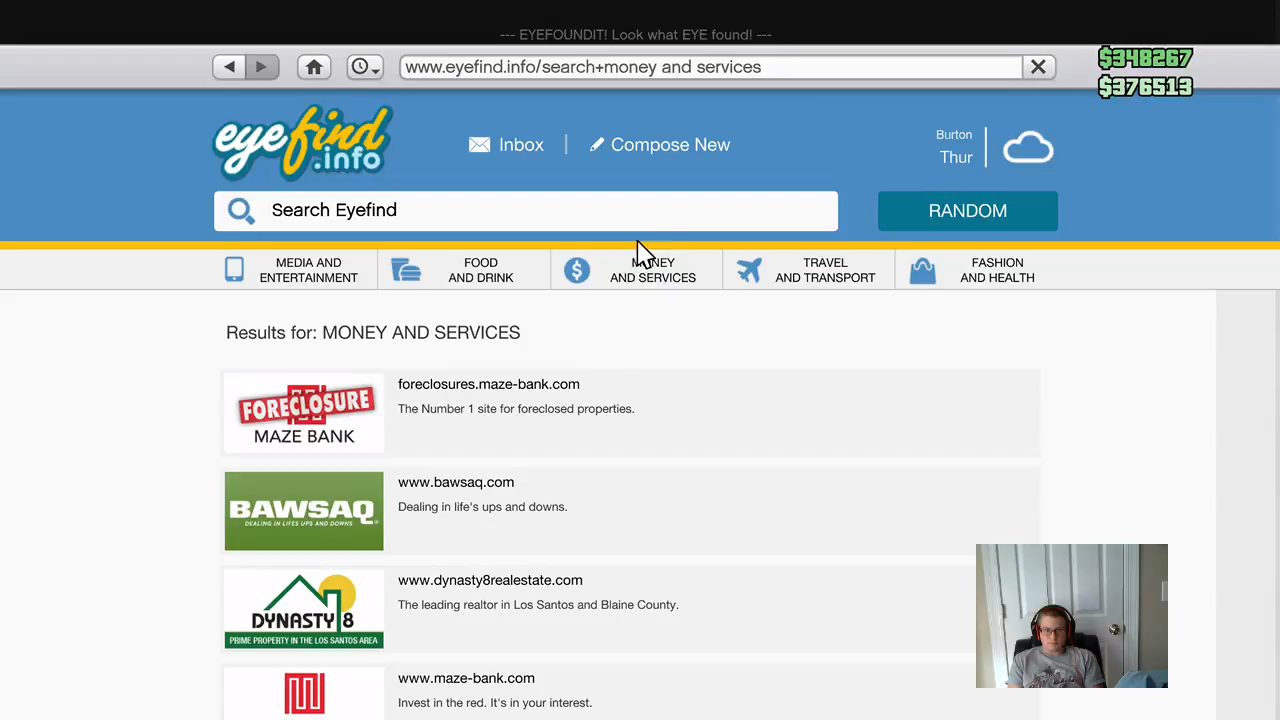 --- EYEFOUNDIT! Look what EYE found! ---
www.eyefind.info/search+money and services
$348267
$376513
eyefind
.info
Inbox
Compose New
Burton
Thur
Search Eyefind
RANDOM
MEDIA AND
ENTERTAINMENT
FOOD
AND DRINK
MONEY
AND SERVICES
TRAVEL
AND TRANSPORT
FASHION
AND HEALTH
Results for: MONEY AND SERVICES
FORECLOSURE
MAZE BANK
foreclosures.maze-bank.com
The Number 1 site for foreclosed properties.
BAWSAQ
DEALING IN LIFES UPS AND DOWNS
www.bawsaq.com
Dealing in life's ups and downs.
DYNASTY 8
PRIME PROPERTY IN THE LOS SANTOS AREA
www.dynasty8realestate.com
The leading realtor in Los Santos and Blaine County.
www.maze-bank.com
Invest in the red. It's in your interest.